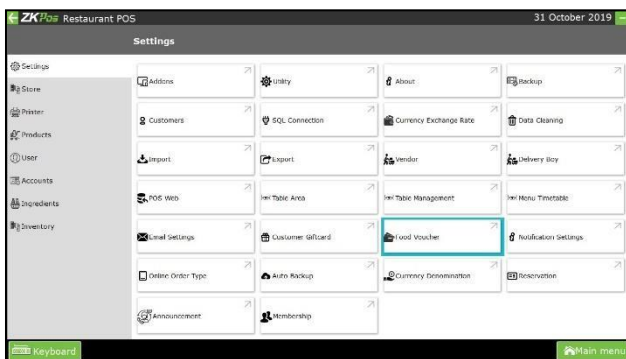 ZKPos Restaurant POS 31 October 2019
Settings
Settings
Store
Printer
Products
User
Accounts
Ingredients
Inventory
Addons Utility About Backup
Customers SQL Connection Currency Exchange Rate Data Cleaning
Import Export Vendor Delivery Boy
POS Web Table Area Table Management Menu Timetable
Email Settings Customer Giftcard Food Voucher Notification Settings
Online Order Type Auto Backup Currency Denomination Reservation
Announcement Membership
Keyboard Main menu